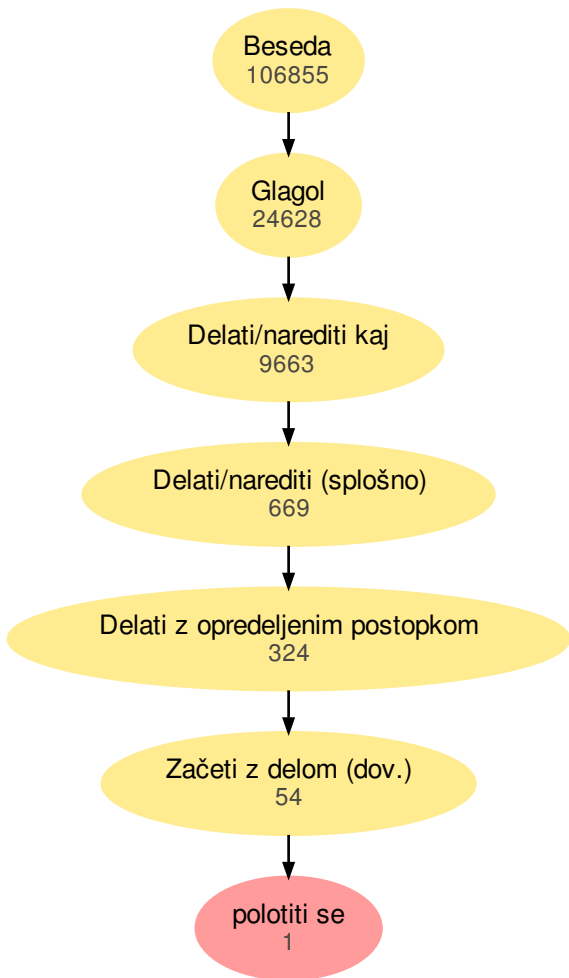 Beseda
106855
Glagol
24628
Delati/narediti kaj
9663
Delati/narediti (splošno)
669
Delati z opredeljenim postopkom
324
Začeti z delom (dov.)
54
polotiti se
1